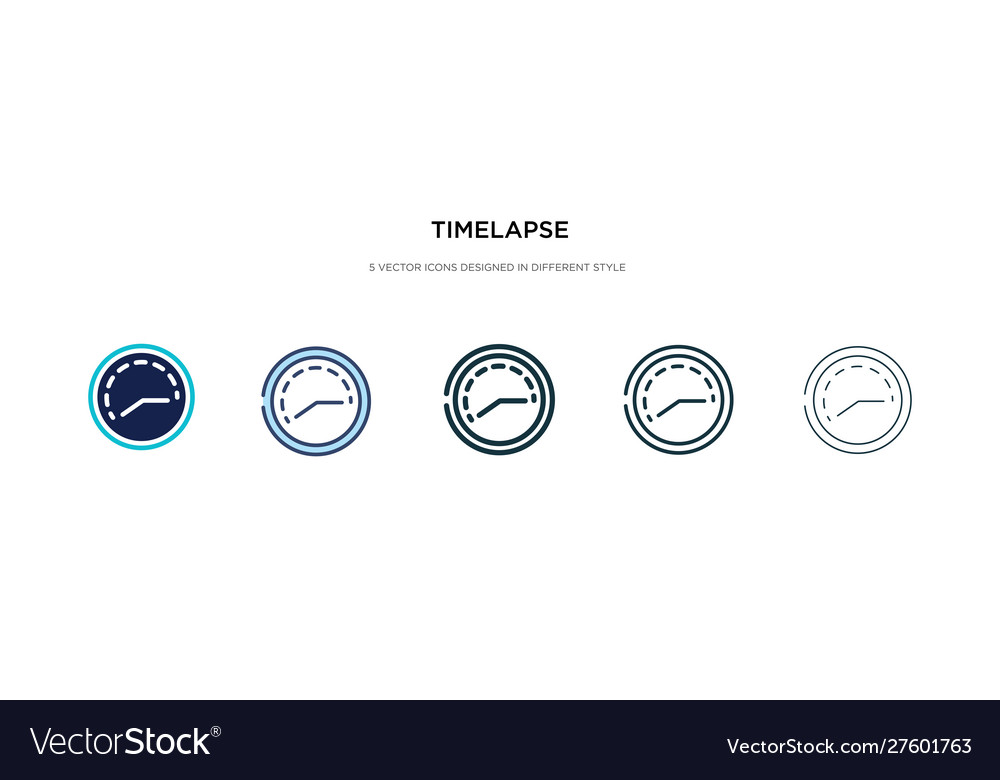 TIMELAPSE
5 VECTOR ICONS DESIGNED IN DIFFERENT STYLE
VectorStock®
VectorStock.com/27601763